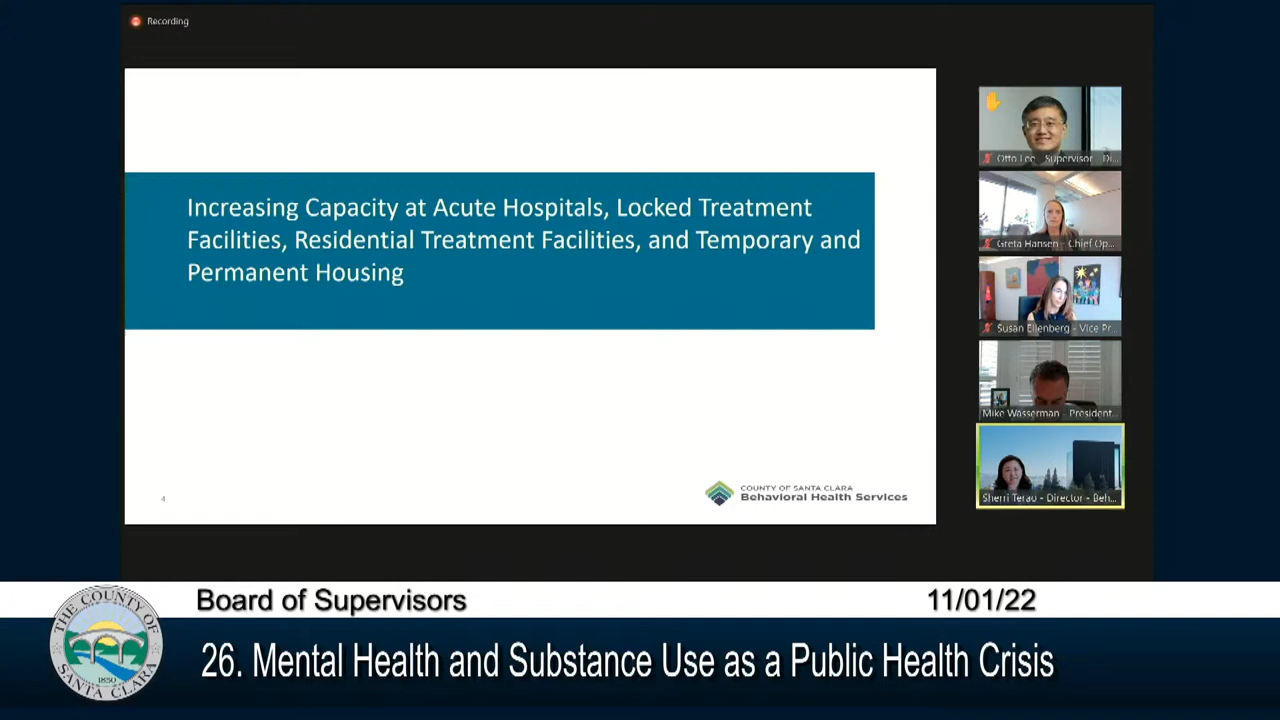 Recording
Increasing Capacity at Acute Hospitals, Locked Treatment
Facilities, Residential Treatment Facilities, and Temporary and
Permanent Housing
4
COUNTY OF SANTA CLARA
Behavioral Health Services
Otto Lee - Supervisor - Di...
Greta Hansen - Chief Op...
Susan Ellenberg - Vice Pr...
Mike Wasserman - President...
Sherri Terao - Director - Beh...
Board of Supervisors
11/01/22
THE COUNTY OF
SANTA CLARA
1850
26. Mental Health and Substance Use as a Public Health Crisis